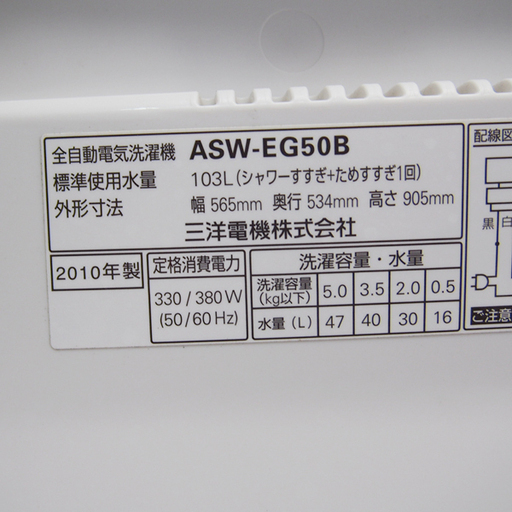 全自動電気洗濯機 ASW-EG50B
標準使用水量 103L(シャワーすすぎ+ためすすぎ1回)
外形寸法 幅 565mm 奥行 534mm 高さ 905mm
三洋電機株式会社
2010年製
定格消費電力
330/380W
(50/60Hz)
洗濯容量・水量
洗濯容量(kg以下) 5.0 3.5 2.0 0.5
水量(L) 47 40 30 16
配線図
黒 白
ご注意